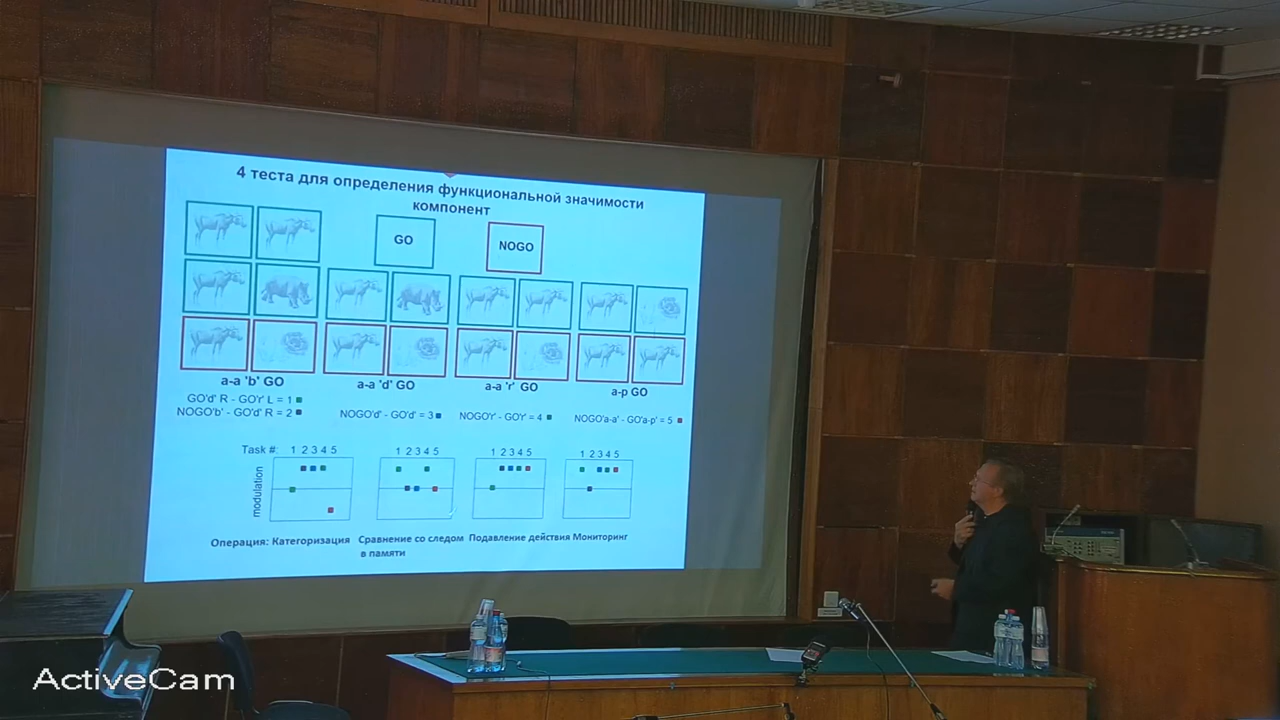 4 теста для определения функциональной значимости
компонент
GO
NOGO
a-a 'b' GO
a-a 'd' GO
a-a 'r' GO
a-p GO
GO'd' R - GO'r' L = 1
NOGO'b' - GO'd' R = 2
NOGO'd' - GO'd' = 3
NOGO'r' - GO'r' = 4
NOGO'a-a' - GO'a-p' = 5
Task #: 1 2 3 4 5
1 2 3 4 5
1 2 3 4 5
1 2 3 4 5
modulation
Операция: Категоризация
Сравнение со следом
в памяти
Подавление действия
Мониторинг
ActiveCam